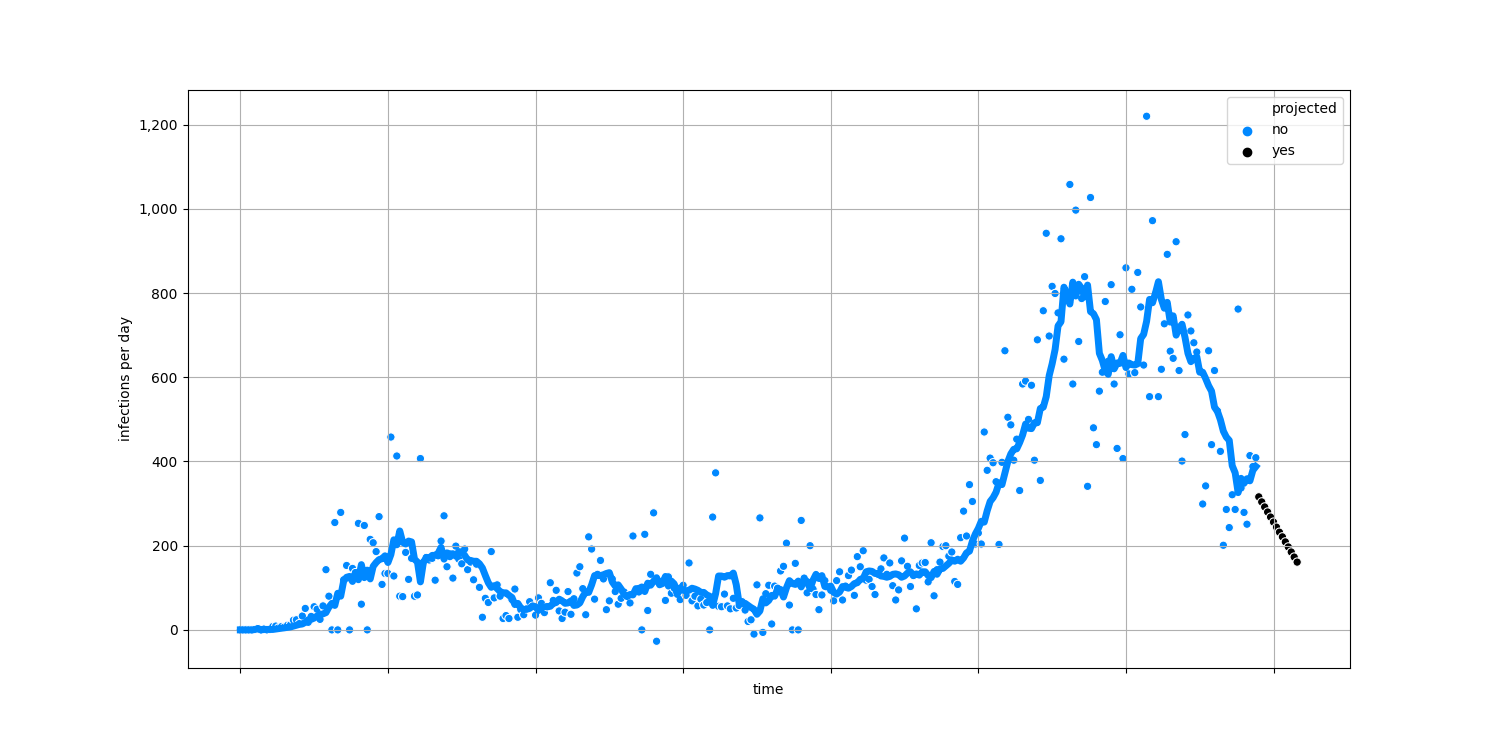 projected
no
yes
1,200
1,000
800
600
400
200
0
infections per day
time